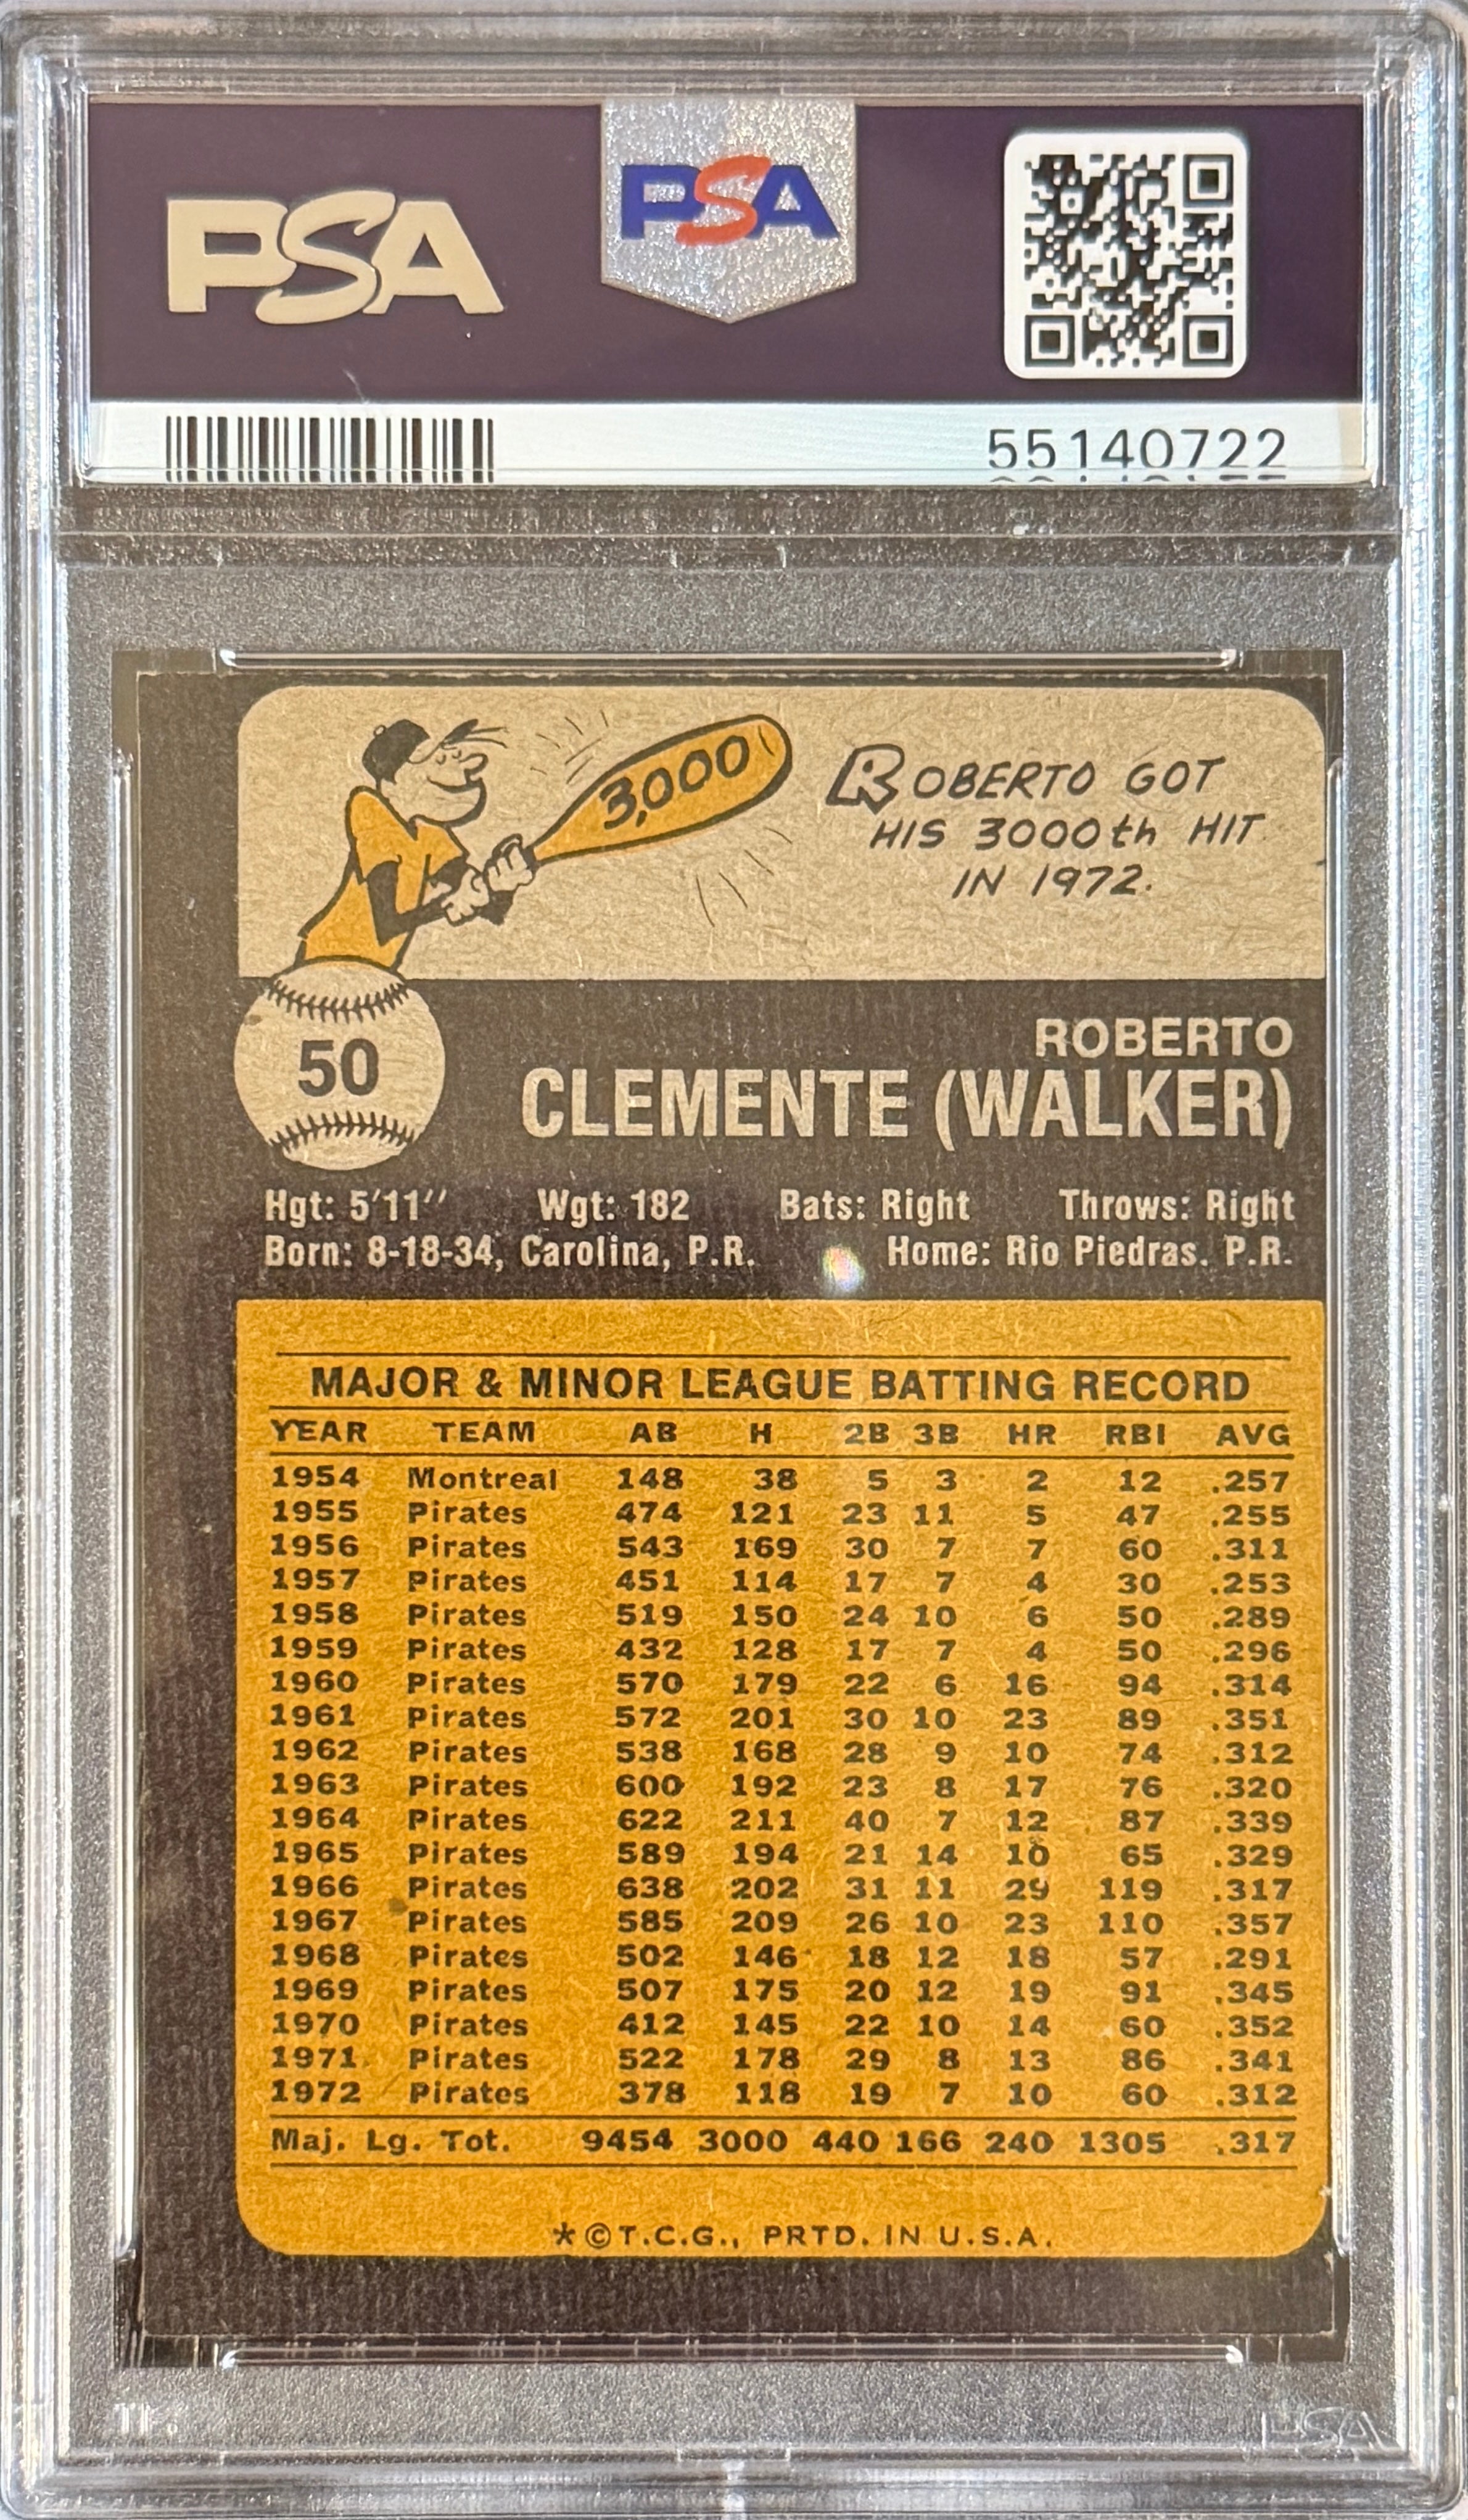 PSA
PSA
55140722
3,000
ROBERTO GOT
HIS 3000th HIT
IN 1972.
50
ROBERTO
CLEMENTE (WALKER)
Hgt: 5'11" Wgt: 182 Bats: Right Throws: Right
Born: 8-18-34, Carolina, P.R. Home: Rio Piedras. P.R.
MAJOR & MINOR LEAGUE BATTING RECORD
YEAR TEAM AB H 2B 3B HR RBI AVG
1954 Montreal 148 38 5 3 2 12 .257
1955 Pirates 474 121 23 11 5 47 .255
1956 Pirates 543 169 30 7 7 60 .311
1957 Pirates 451 114 17 7 4 30 .253
1958 Pirates 519 150 24 10 6 50 .289
1959 Pirates 432 128 17 7 4 50 .296
1960 Pirates 570 179 22 6 16 94 .314
1961 Pirates 572 201 30 10 23 89 .351
1962 Pirates 538 168 28 9 10 74 .312
1963 Pirates 600 192 23 8 17 76 .320
1964 Pirates 622 211 40 7 12 87 .339
1965 Pirates 589 194 21 14 10 65 .329
1966 Pirates 638 202 31 11 29 119 .317
1967 Pirates 585 209 26 10 23 110 .357
1968 Pirates 502 146 18 12 18 57 .291
1969 Pirates 507 175 20 12 19 91 .345
1970 Pirates 412 145 22 10 14 60 .352
1971 Pirates 522 178 29 8 13 86 .341
1972 Pirates 378 118 19 7 10 60 .312
Maj. Lg. Tot. 9454 3000 440 166 240 1305 .317
*©T.C.G., PRTD. IN U.S.A.
PSA